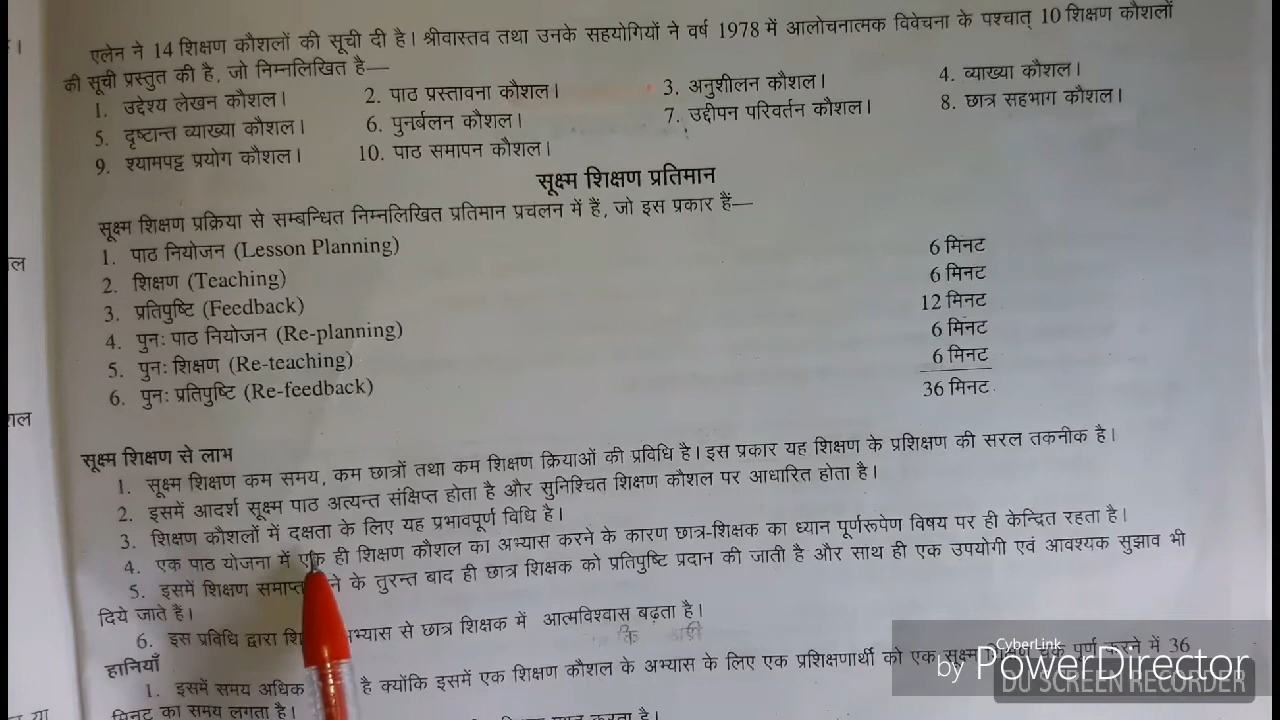 एलेन ने 14 शिक्षण कौशलों की सूची दी है। श्रीवास्तव तथा उनके सहयोगियों ने वर्ष 1978 में आलोचनात्मक विवेचना के पश्चात् 10 शिक्षण कौशलों
की सूची प्रस्तुत की है, जो निम्नलिखित है—
1. उद्देश्य लेखन कौशल। 2. पाठ प्रस्तावना कौशल। 3. अनुशीलन कौशल। 4. व्याख्या कौशल।
5. दृष्टान्त व्याख्या कौशल। 6. पुनर्बलन कौशल। 7. उद्दीपन परिवर्तन कौशल। 8. छात्र सहभाग कौशल।
9. श्यामपट्ट प्रयोग कौशल। 10. पाठ समापन कौशल।
सूक्ष्म शिक्षण प्रतिमान
सूक्ष्म शिक्षण प्रक्रिया से सम्बन्धित निम्नलिखित प्रतिमान प्रचलन में हैं, जो इस प्रकार हैं—
1. पाठ नियोजन (Lesson Planning) 6 मिनट
2. शिक्षण (Teaching) 6 मिनट
3. प्रतिपुष्टि (Feedback) 12 मिनट
4. पुनः पाठ नियोजन (Re-planning) 6 मिनट
5. पुनः शिक्षण (Re-teaching) 6 मिनट
6. पुनः प्रतिपुष्टि (Re-feedback) 36 मिनट
सूक्ष्म शिक्षण से लाभ
1. सूक्ष्म शिक्षण कम समय, कम छात्रों तथा कम शिक्षण क्रियाओं की प्रविधि है। इस प्रकार यह शिक्षण के प्रशिक्षण की सरल तकनीक है।
2. इसमें आदर्श सूक्ष्म पाठ अत्यन्त संक्षिप्त होता है और सुनिश्चित शिक्षण कौशल पर आधारित होता है।
3. शिक्षण कौशलों में दक्षता के लिए यह प्रभावपूर्ण विधि है।
4. एक पाठ योजना में एक ही शिक्षण कौशल का अभ्यास करने के कारण छात्र-शिक्षक का ध्यान पूर्णरूपेण विषय पर ही केन्द्रित रहता है।
5. इसमें शिक्षण समाप्त के तुरन्त बाद ही छात्र शिक्षक को प्रतिपुष्टि प्रदान की जाती है और साथ ही एक उपयोगी एवं आवश्यक सुझाव भी
दिये जाते हैं।
6. इस प्रविधि द्वारा से छात्र शिक्षक में आत्मविश्वास बढ़ता है।
हानियाँ
1. इसमें समय अधिक है क्योंकि इसमें एक शिक्षण कौशल के अभ्यास के लिए एक प्रशिक्षणार्थी को एक सूक्ष्म पूर्ण करने में 36
मिनट का समय लगता है।
CyberLink
by PowerDirector
DU SCREEN RECORDER